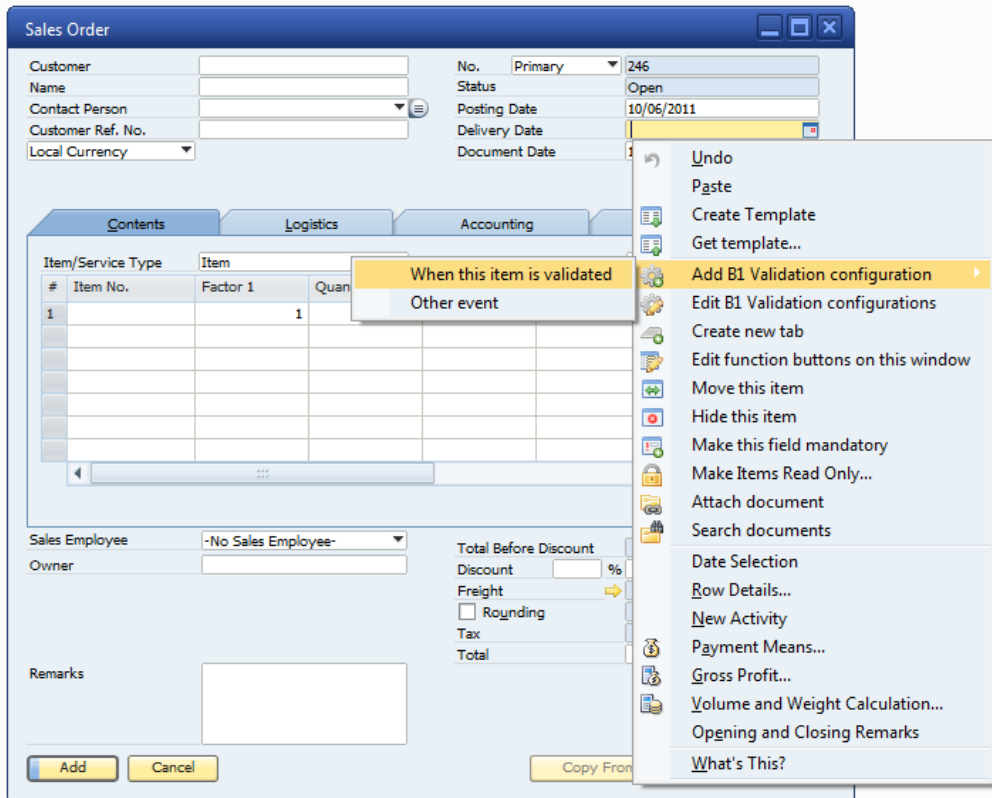 Sales Order
Customer
Name
Contact Person
Customer Ref. No.
Local Currency
No. Primary 246
Status Open
Posting Date 10/06/2011
Delivery Date
Document Date 1
Contents Logistics Accounting
Item/Service Type Item
# Item No. Factor 1 Quan
1 1
When this item is validated
Other event
Undo
Paste
Create Template
Get template...
Add B1 Validation configuration
Edit B1 Validation configurations
Create new tab
Edit function buttons on this window
Move this item
Hide this item
Make this field mandatory
Make Items Read Only...
Attach document
Search documents
Date Selection
Row Details...
New Activity
Payment Means...
Gross Profit...
Volume and Weight Calculation...
Opening and Closing Remarks
What's This?
Sales Employee -No Sales Employee-
Owner
Remarks
Total Before Discount
Discount %
Freight
Rounding
Tax
Total
Add Cancel Copy From